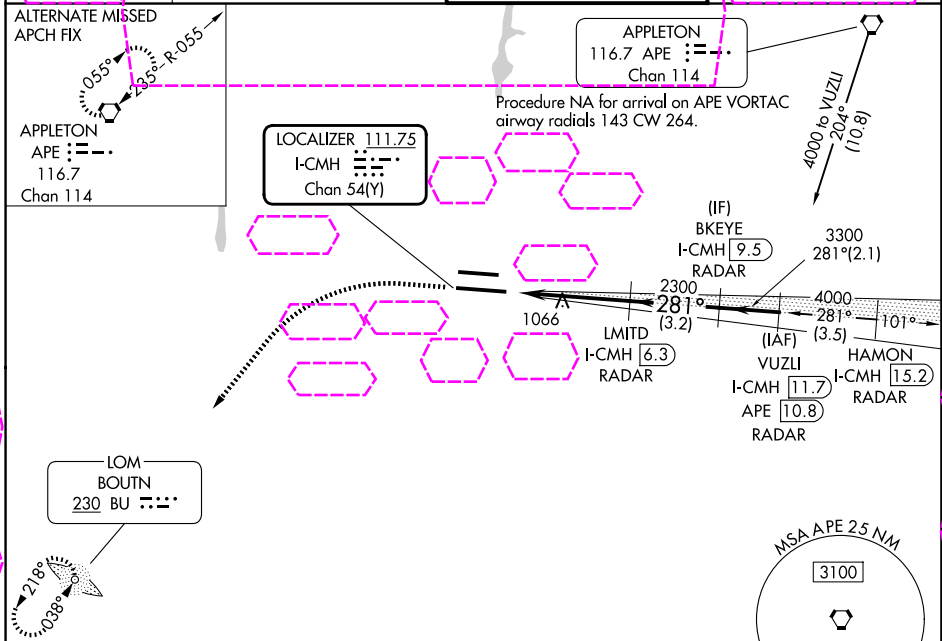 ALTERNATE MISSED
APCH FIX
055°
235°
R-055
APPLETON
APE
116.7
Chan 114
APPLETON
116.7 APE
Chan 114
Procedure NA for arrival on APE VORTAC
airway radials 143 CW 264.
4000 to VUZLI
204°
(10.8)
LOCALIZER 111.75
I-CMH
Chan 54(Y)
(IF)
BKEYE
I-CMH 9.5
RADAR
3300
281°(2.1)
2300
281°
(3.2)
4000
281°
(3.5)
101°
1066
LMITD
I-CMH 6.3
RADAR
(IAF)
VUZLI
I-CMH 11.7
APE 10.8
RADAR
HAMON
I-CMH 15.2
RADAR
LOM
BOUTN
230 BU
218°
038°
MSA APE 25 NM
3100